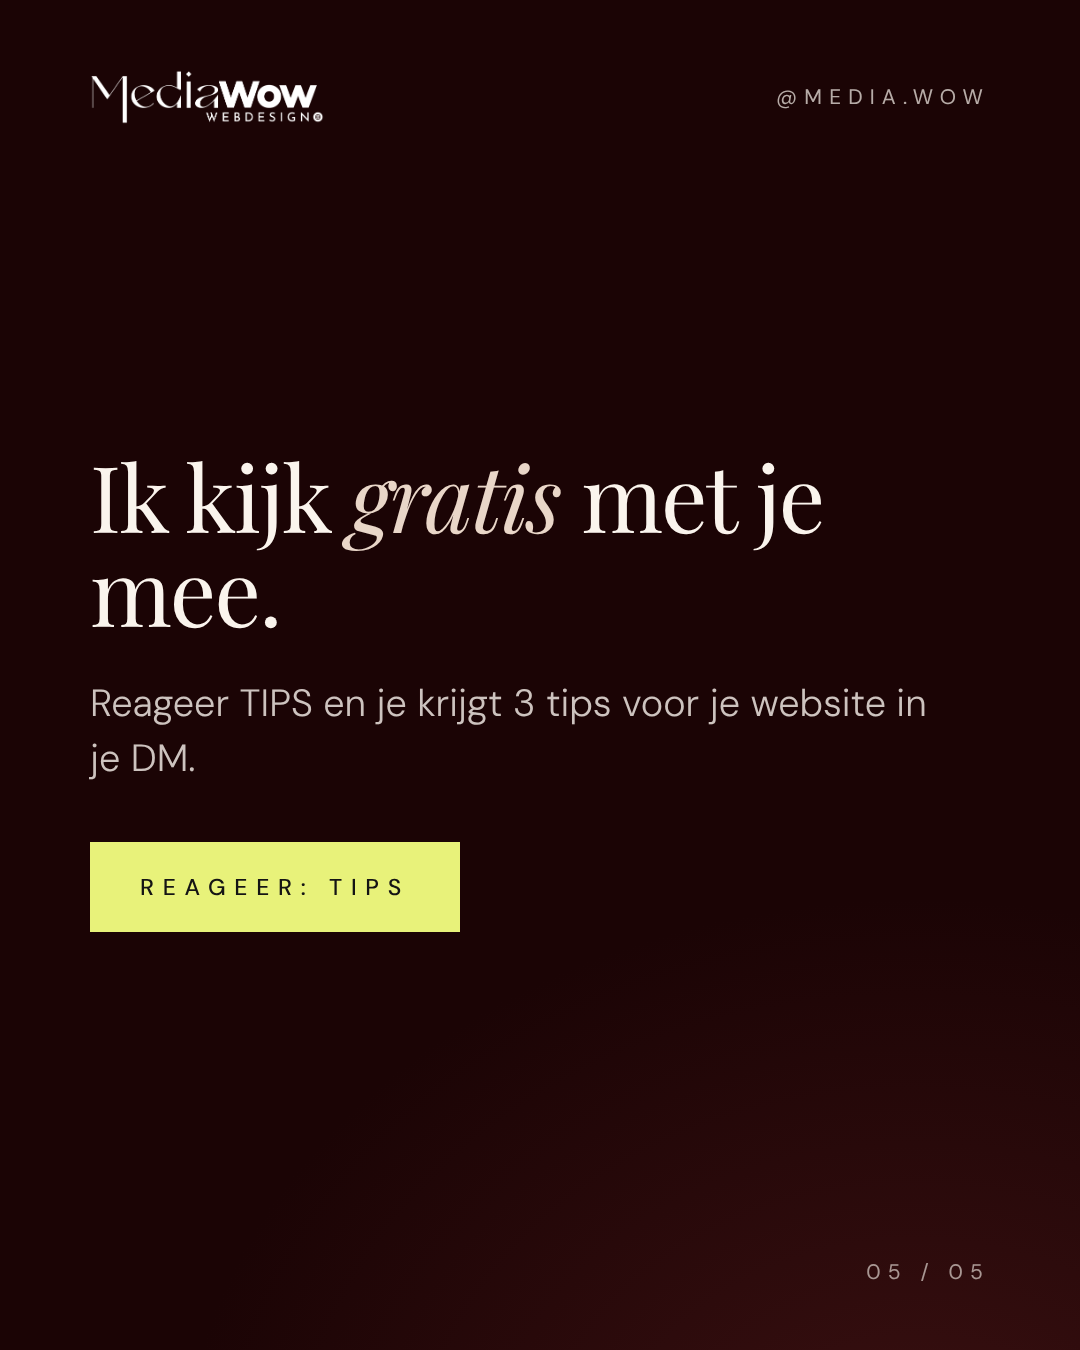 MediaWow
WEBDESIGN
@MEDIA.WOW
Ik kijk gratis met je
mee.
Reageer TIPS en je krijgt 3 tips voor je website in
je DM.
REAGEER: TIPS
05 / 05